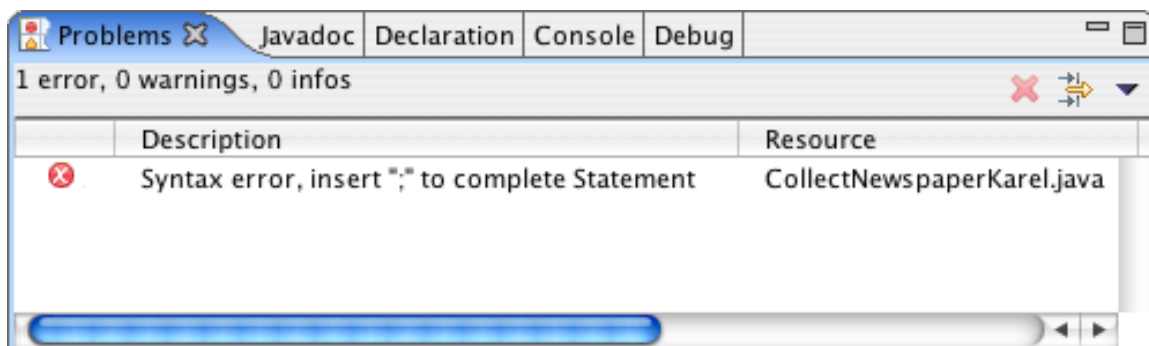 Problems Javadoc Declaration Console Debug
1 error, 0 warnings, 0 infos
Description Resource
Syntax error, insert ";" to complete Statement CollectNewspaperKarel.java